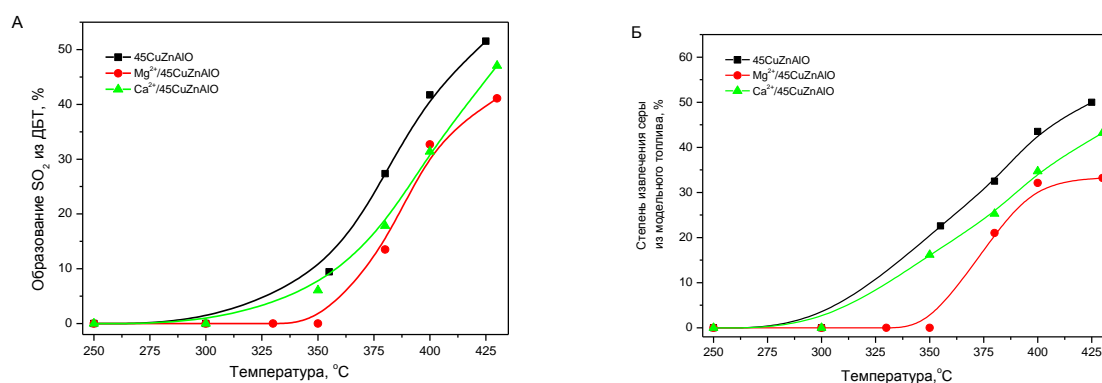 А
45CuZnAlO
Mg²⁺/45CuZnAlO
Ca²⁺/45CuZnAlO
Образование SO₂ из ДБТ, %
50
40
30
20
10
0
250 275 300 325 350 375 400 425
Температура, °C
Б
45CuZnAlO
Mg²⁺/45CuZnAlO
Ca²⁺/45CuZnAlO
Степень извлечения серы
из модельного топлива, %
60
50
40
30
20
10
0
250 275 300 325 350 375 400 425
Температура, °C